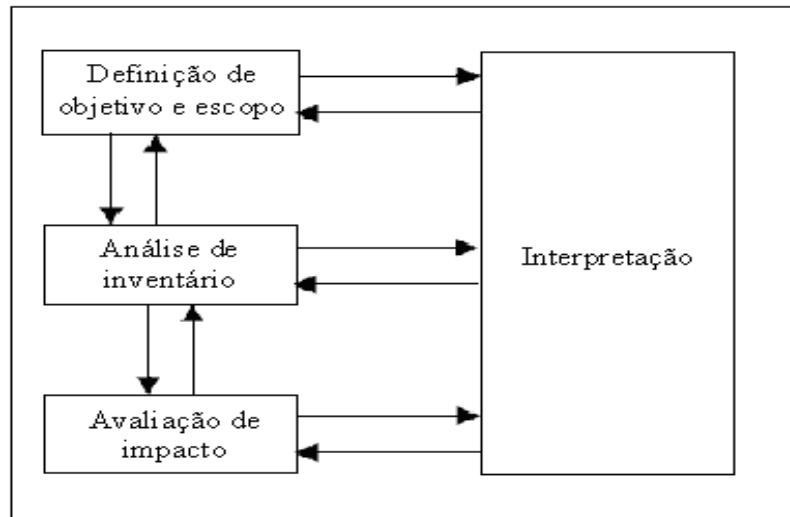 Definição de
objetivo e escopo
Análise de
inventário
Interpretação
Avaliação de
impacto